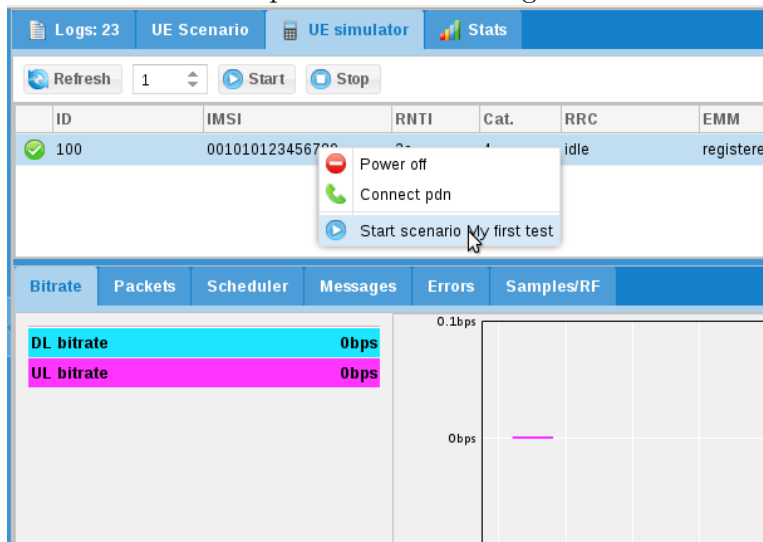 Logs: 23 UE Scenario UE simulator Stats
Refresh 1 Start Stop
ID IMSI RNTI Cat. RRC EMM
100 idle
Power off
Connect pdn
Start scenario My first test
Bitrate Packets Scheduler Messages Errors Samples/RF
0.1bps
DL bitrate 0bps
UL bitrate 0bps
0bps